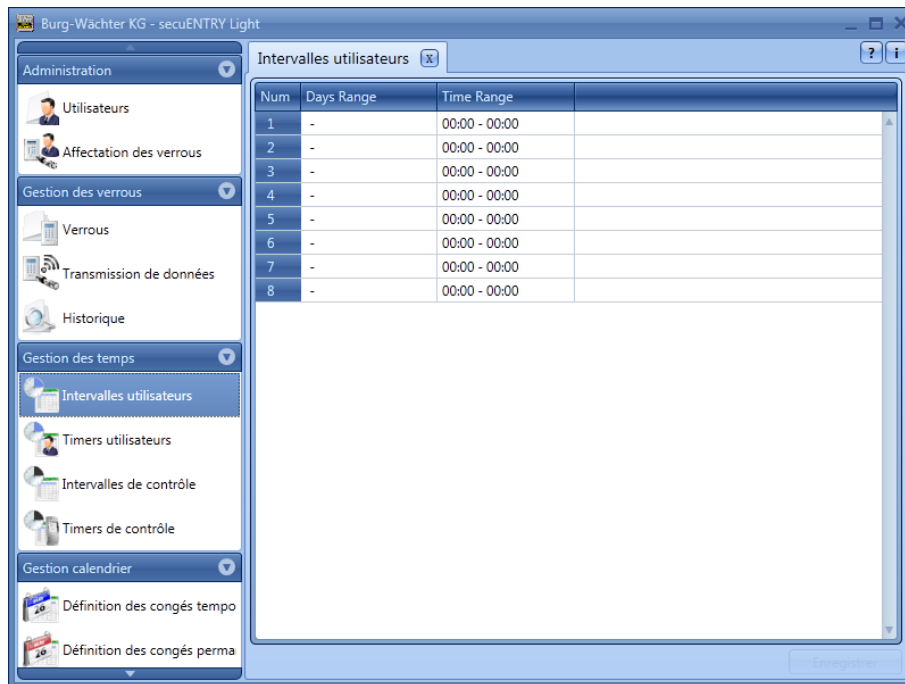 Burg-Wächter KG - secuENTRY Light
Administration
Utilisateurs
Affectation des verrous
Gestion des verrous
Verrous
Transmission de données
Historique
Gestion des temps
Intervalles utilisateurs
Timers utilisateurs
Intervalles de contrôle
Timers de contrôle
Gestion calendrier
Définition des congés tempo
Définition des congés perma
Intervalles utilisateurs x
? i
Num Days Range Time Range
1 - 00:00 - 00:00
2 - 00:00 - 00:00
3 - 00:00 - 00:00
4 - 00:00 - 00:00
5 - 00:00 - 00:00
6 - 00:00 - 00:00
7 - 00:00 - 00:00
8 - 00:00 - 00:00
Enregistrer